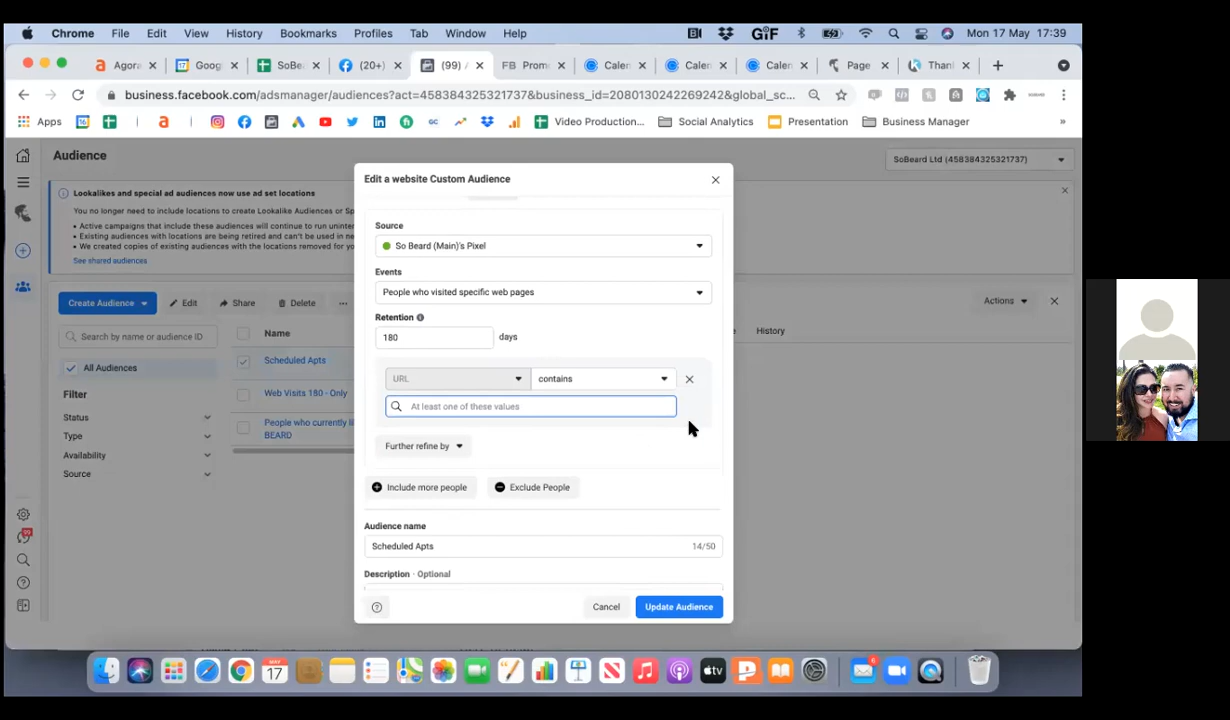 Chrome File Edit View History Bookmarks Profiles Tab Window Help GiF Mon 17 May 17:39
Agora Goog SoBe (20+) (99) / FB Prom Calen Calen Calen Page Than
business.facebook.com/adsmanager/audiences?act=458384325321737&business_id=2080130242269242&global_sc...
Apps Video Production... Social Analytics Presentation Business Manager »
Audience
SoBeard Ltd (458384325321737)
Lookalikes and special ad audiences now use ad set locations
You no longer need to include locations to create Lookalike Audiences or Sp
• Active campaigns that include these audiences will continue to run uninter
• Existing audiences with locations are being retired and can't be used in ne
• We created copies of existing audiences with the locations removed for yo
See shared audiences
Create Audience Edit Share Delete ... Actions
Search by name or audience ID
Name
History
All Audiences
Scheduled Apts
Filter
Web Visits 180 - Only
Status
People who currently li
BEARD
Type
Availability
Source
Edit a website Custom Audience
Source
So Beard (Main)'s Pixel
Events
People who visited specific web pages
Retention
180 days
URL contains
At least one of these values
Further refine by
Include more people Exclude People
Audience name
Scheduled Apts 14/50
Description · Optional
Cancel Update Audience
MAY
17
tv